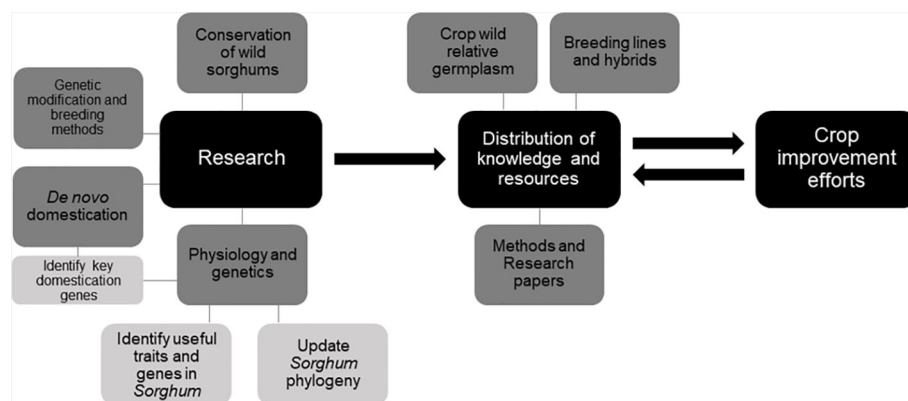 Conservation
of wild
sorghums
Crop wild
relative
germplasm
Breeding lines
and hybrids
Genetic
modification and
breeding
methods
Research
Distribution of
knowledge and
resources
Crop
improvement
efforts
De novo
domestication
Physiology and
genetics
Methods and
Research
papers
Identify key
domestication
genes
Identify useful
traits and
genes in
Sorghum
Update
Sorghum
phylogeny